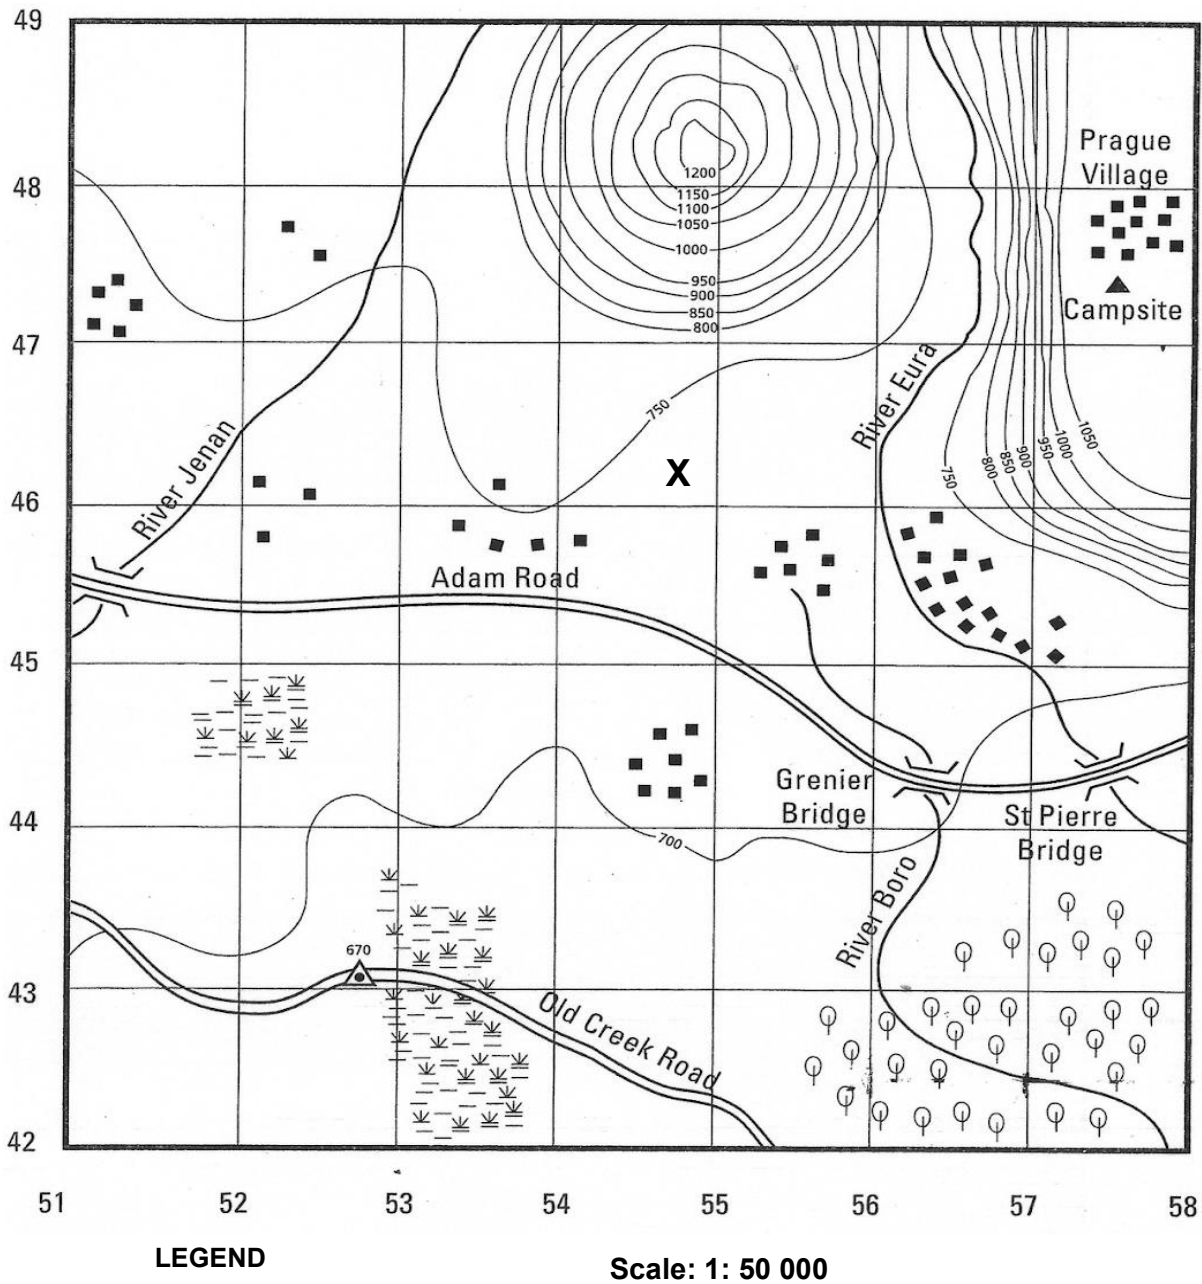 49
Prague
Village
1200
48
1150
1100
1050
1000
950
900
850
800
Campsite
47
River Eura
750
River Jenan
X
750
800
850
900
950
1000
1050
46
Adam Road
45
Grenier
Bridge
St Pierre
Bridge
44
700
River Boro
670
43
Old Creek Road
42
51
52
53
54
55
56
57
58
LEGEND
Scale: 1: 50 000